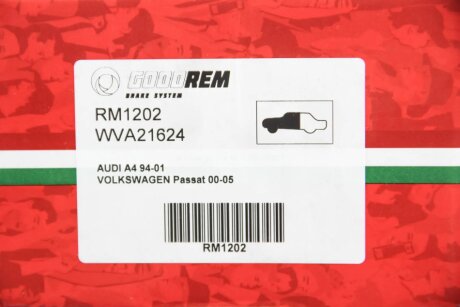 GOODREM
BRAKE SYSTEM
RM1202
WVA21624
AUDI A4 94-01
VOLKSWAGEN Passat 00-05
RM1202